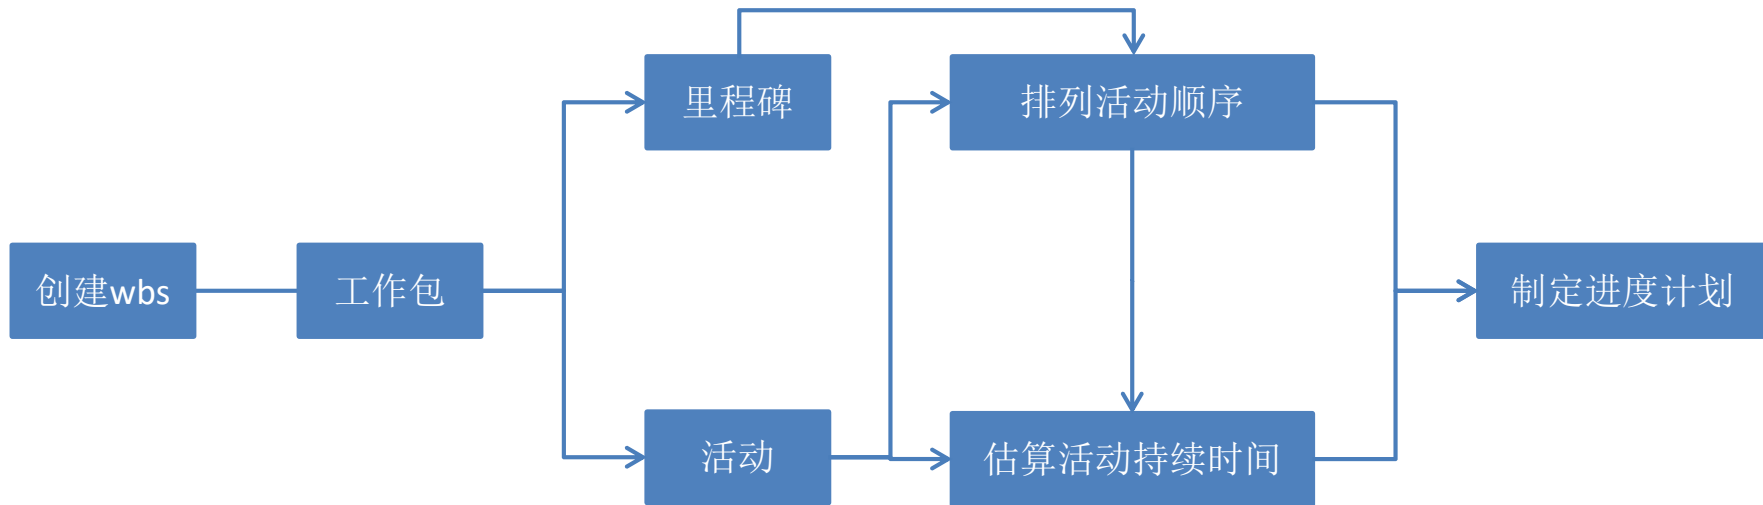 里程碑
排列活动顺序
创建wbs
工作包
制定进度计划
活动
估算活动持续时间